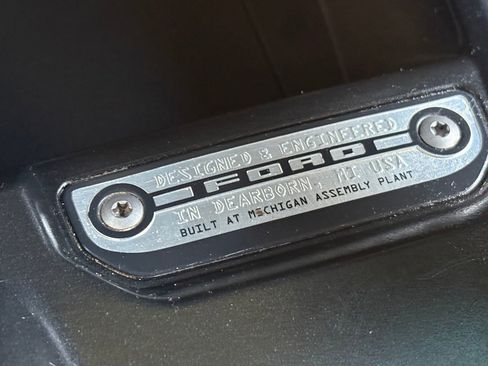 DESIGNED & ENGINEERED
FORD
IN DEARBORN, MI USA
BUILT AT MICHIGAN ASSEMBLY PLANT